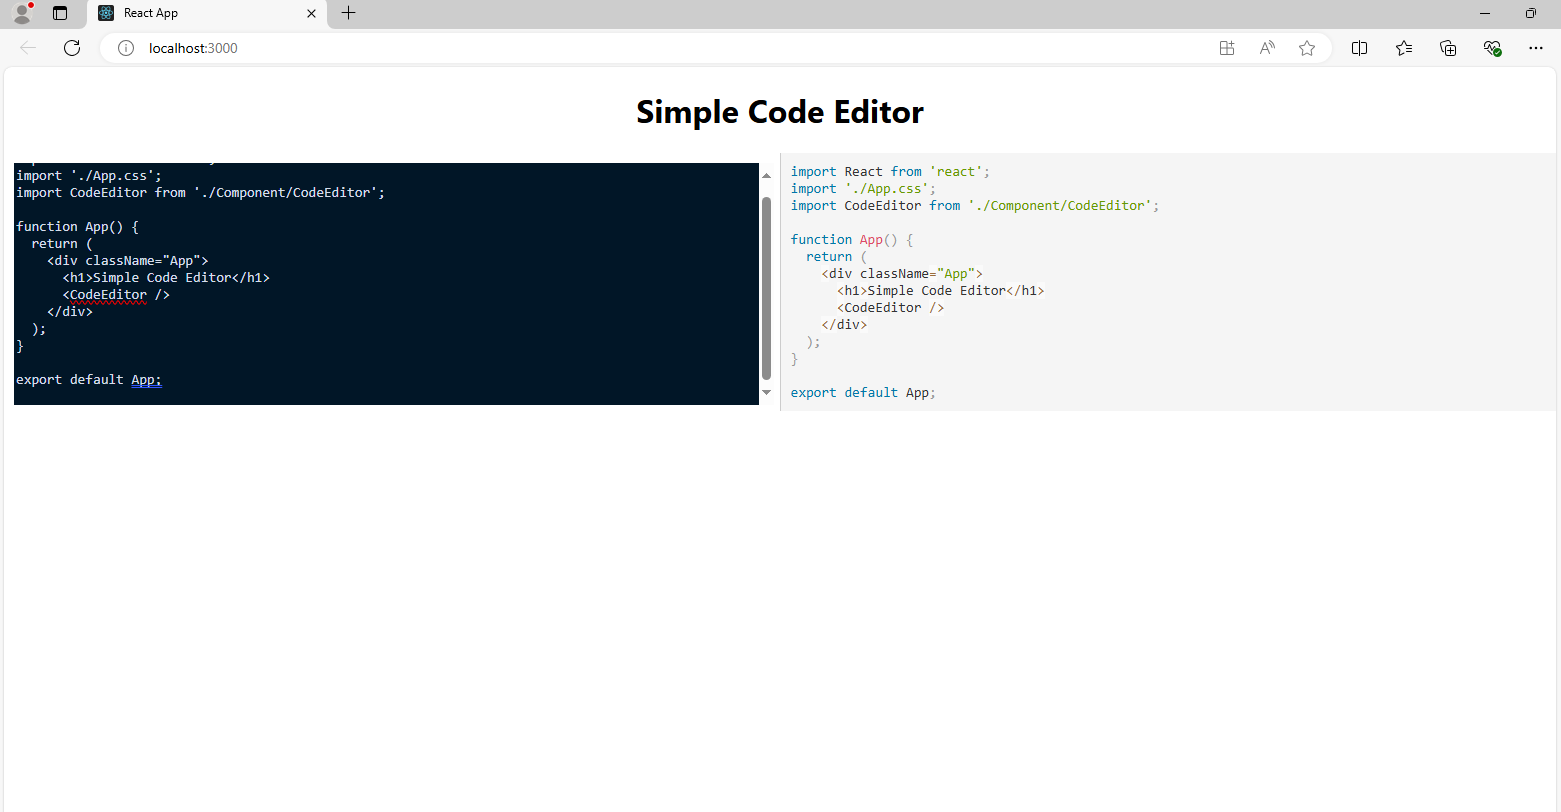 React App
localhost:3000
Simple Code Editor
import './App.css';
import CodeEditor from './Component/CodeEditor';

function App() {
  return (
    <div className="App">
      <h1>Simple Code Editor</h1>
      <CodeEditor />
    </div>
  );
}

export default App;
import React from 'react';
import './App.css';
import CodeEditor from './Component/CodeEditor';

function App() {
  return (
    <div className="App">
      <h1>Simple Code Editor</h1>
      <CodeEditor />
    </div>
  );
}

export default App;